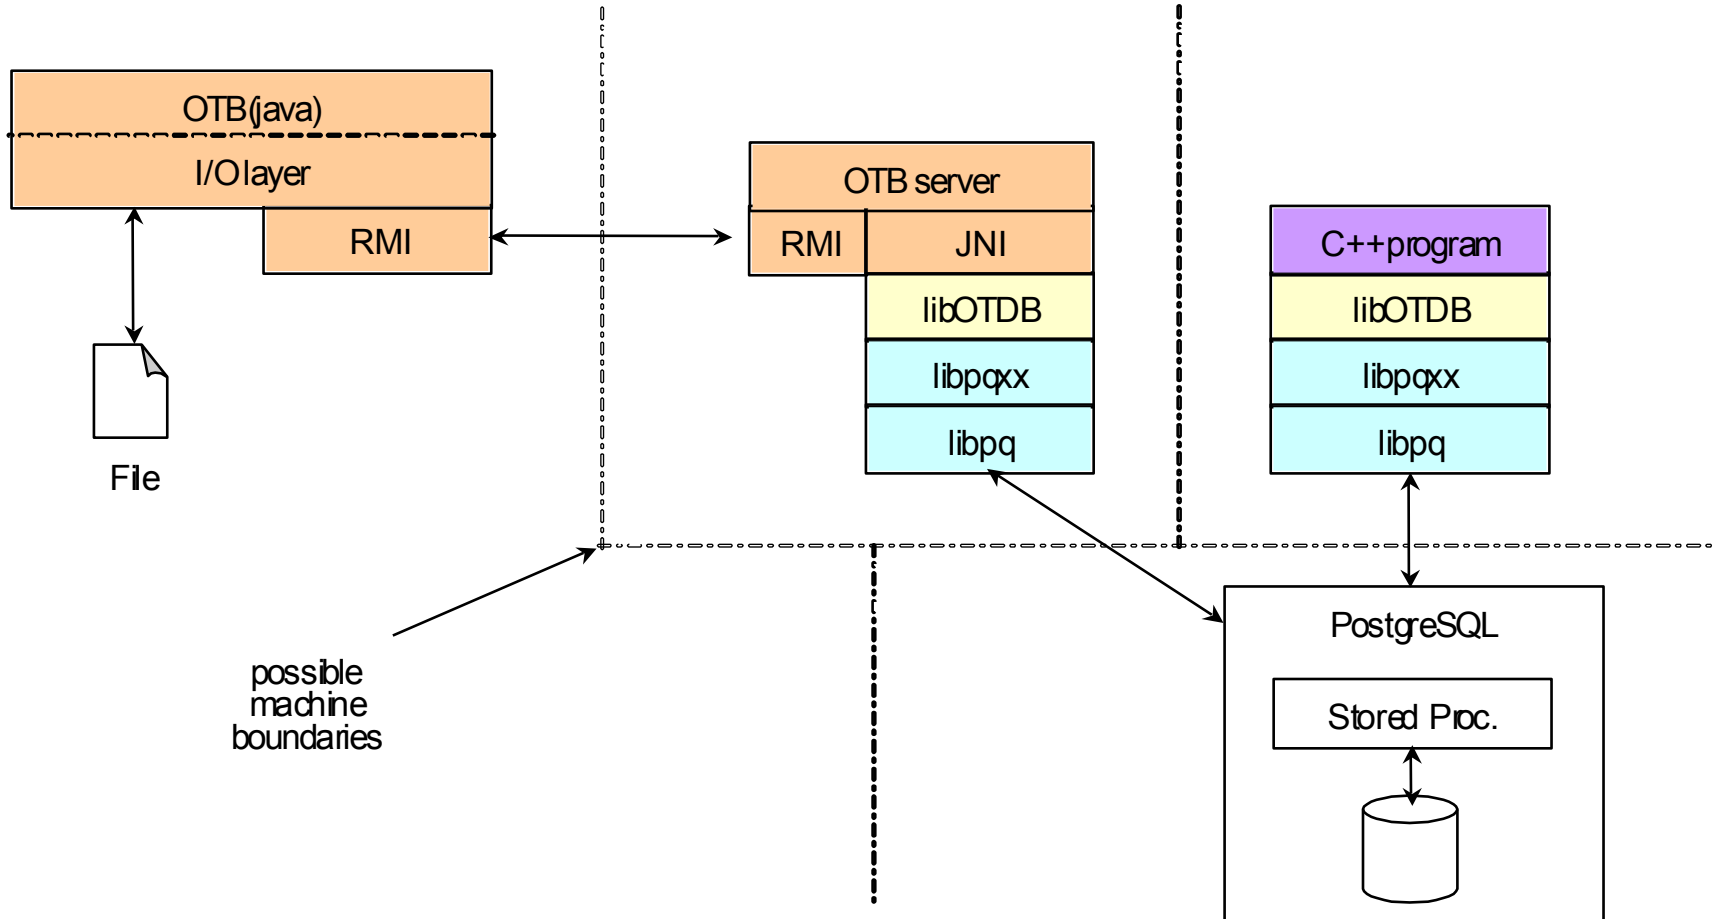 OTB(java)
I/O layer
RMI
File
OTB server
RMI
JNI
libOTDB
libpqxx
libpq
C++ program
libOTDB
libpqxx
libpq
possible
machine
boundaries
PostgreSQL
Stored Proc.